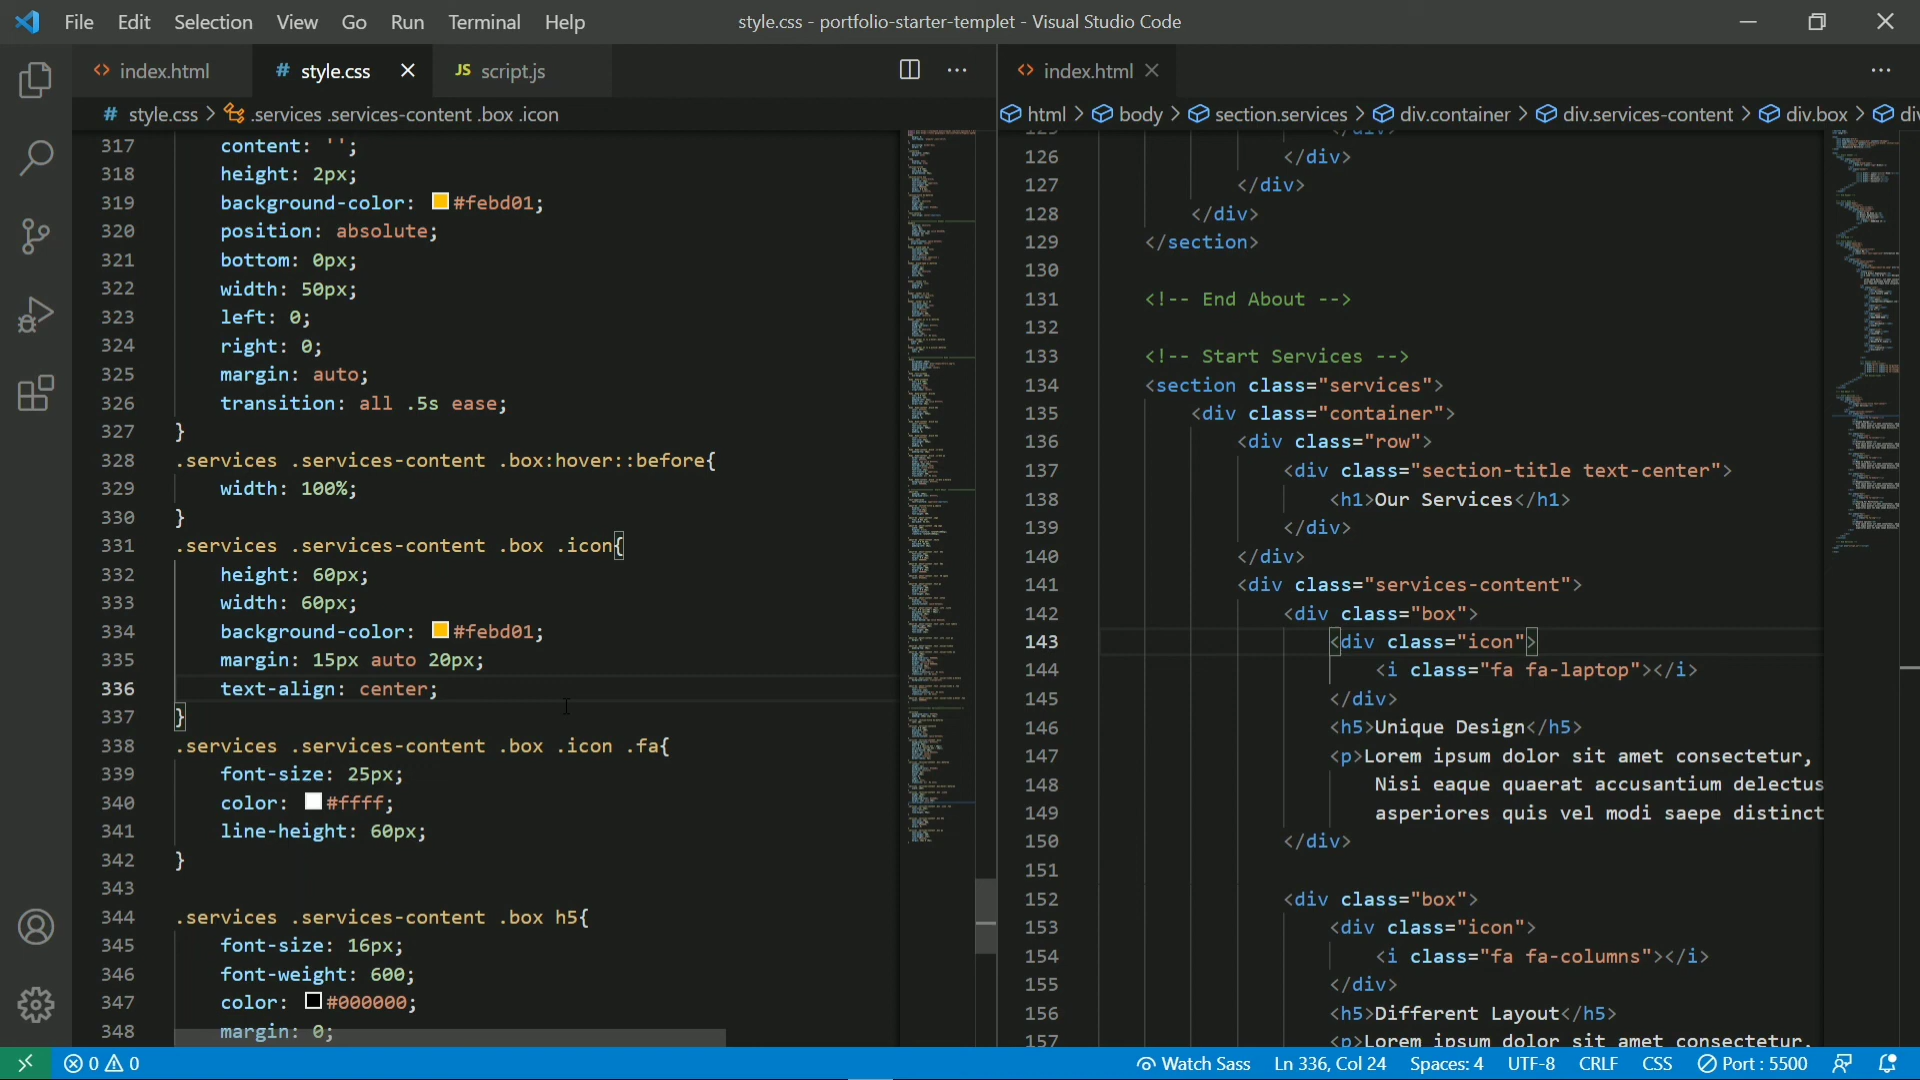 File Edit Selection View Go Run Terminal Help
style.css - portfolio-starter-templet - Visual Studio Code
index.html
style.css
JS script.js
# style.css > .services .services-content .box .icon
317 content: '';
318 height: 2px;
319 background-color: #febd01;
320 position: absolute;
321 bottom: 0px;
322 width: 50px;
323 left: 0;
324 right: 0;
325 margin: auto;
326 transition: all .5s ease;
327 }
328 .services .services-content .box:hover::before{
329 width: 100%;
330 }
331 .services .services-content .box .icon{
332 height: 60px;
333 width: 60px;
334 background-color: #febd01;
335 margin: 15px auto 20px;
336 text-align: center;
337 }
338 .services .services-content .box .icon .fa{
339 font-size: 25px;
340 color: #ffff;
341 line-height: 60px;
342 }
343
344 .services .services-content .box h5{
345 font-size: 16px;
346 font-weight: 600;
347 color: #000000;
348 margin: 0;
index.html
html > body > section.services > div.container > div.services-content > div.box > di
125 </div>
126 </div>
127 </div>
128 </div>
129 </section>
130
131 <!-- End About -->
132
133 <!-- Start Services -->
134 <section class="services">
135 <div class="container">
136 <div class="row">
137 <div class="section-title text-center">
138 <h1>Our Services</h1>
139 </div>
140 </div>
141 <div class="services-content">
142 <div class="box">
143 <div class="icon">
144 <i class="fa fa-laptop"></i>
145 </div>
146 <h5>Unique Design</h5>
147 <p>Lorem ipsum dolor sit amet consectetur,
148 Nisi eaque quaerat accusantium delectus
149 asperiores quis vel modi saepe distinct
150 </div>
151
152 <div class="box">
153 <div class="icon">
154 <i class="fa fa-columns"></i>
155 </div>
156 <h5>Different Layout</h5>
157 <p>Lorem ipsum dolor sit amet consectetur,
0 0
Watch Sass Ln 336, Col 24 Spaces: 4 UTF-8 CRLF CSS Port : 5500